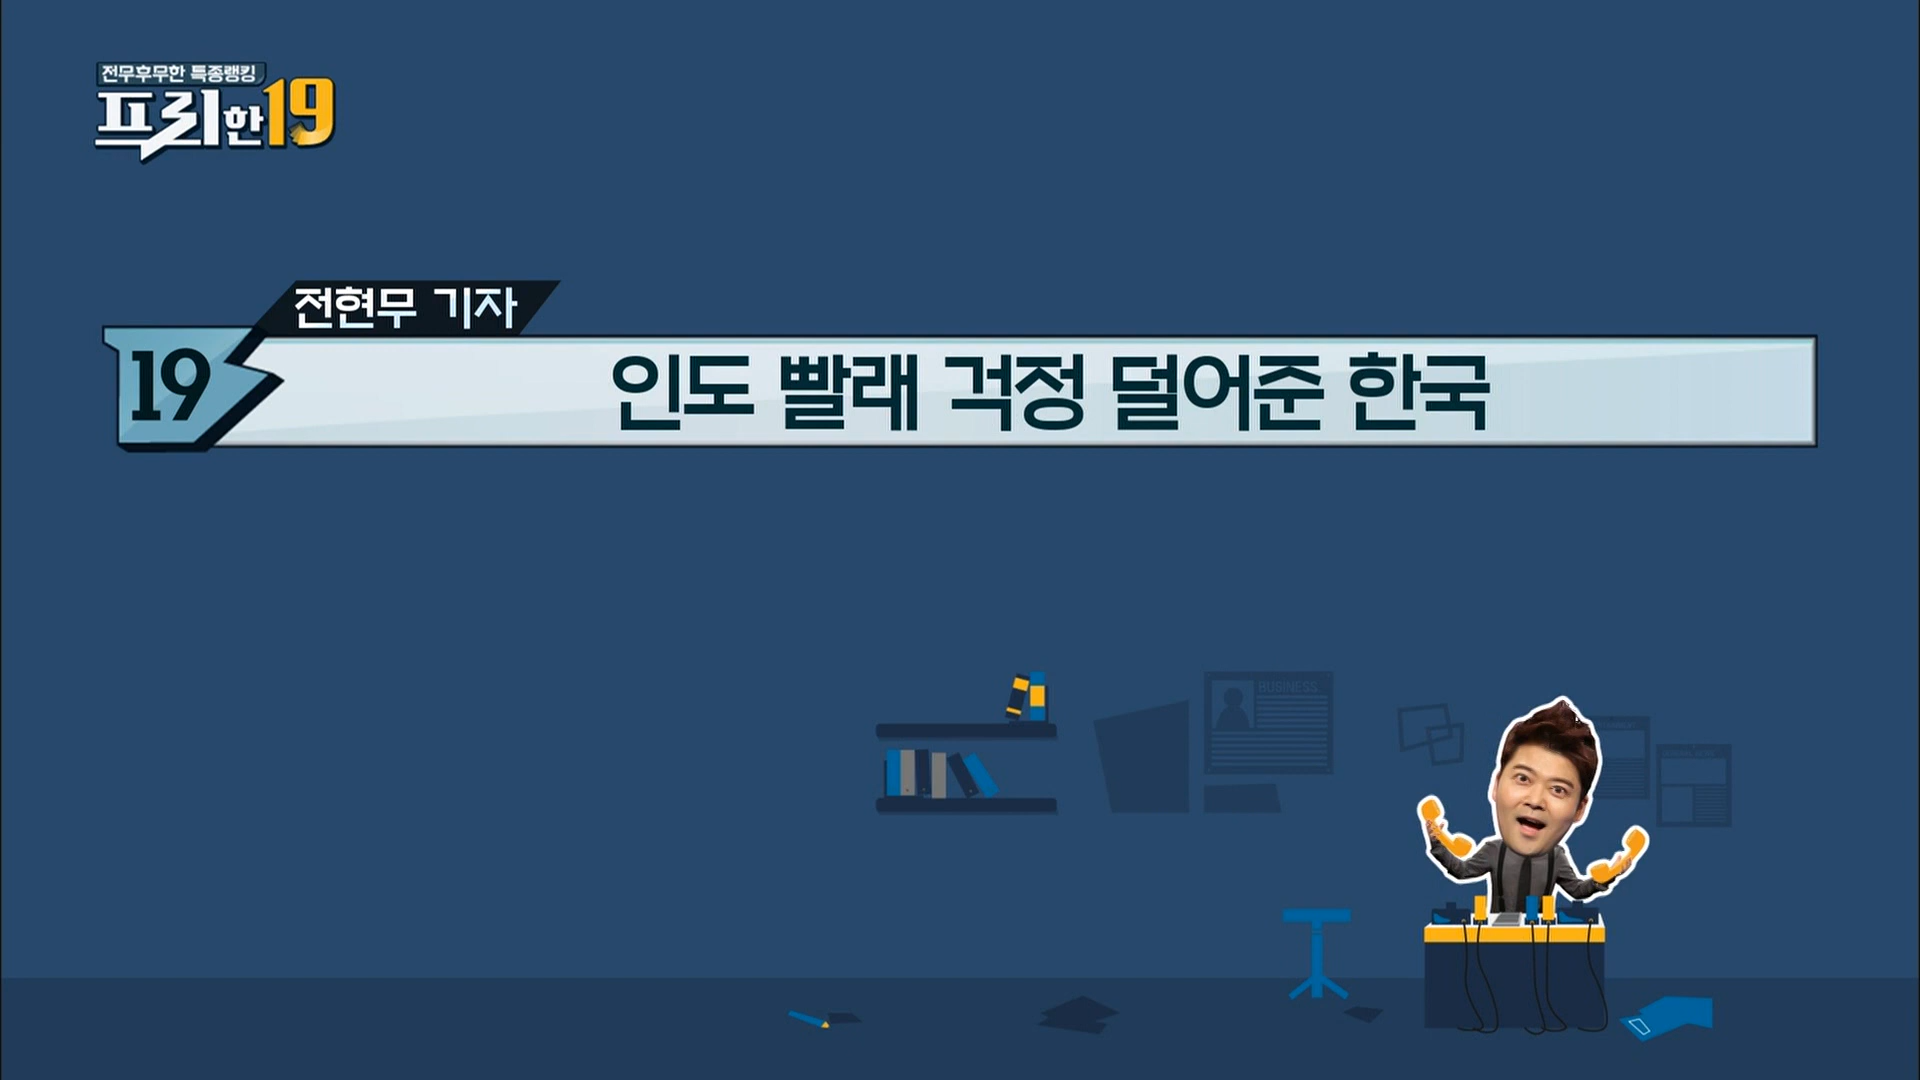 전무후무한 특종랭킹
프리한19
전현무 기자
19
인도 빨래 걱정 덜어준 한국
BUSINESS